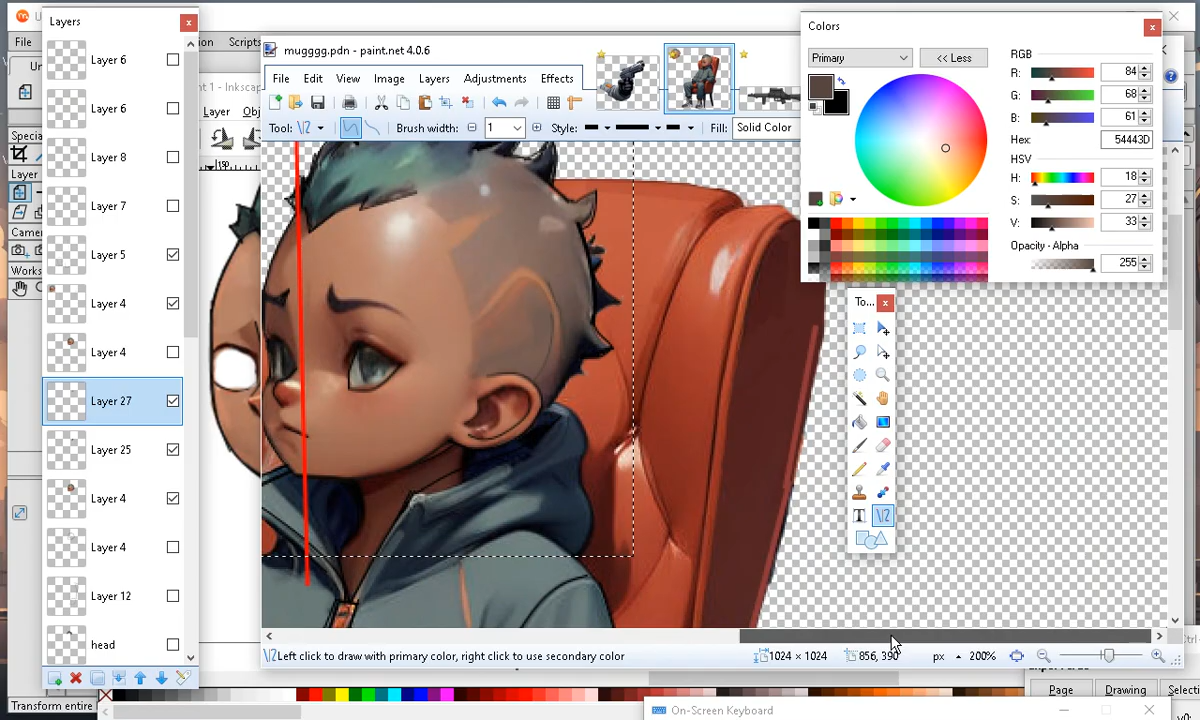 Layers
Layer 6
Layer 6
Layer 8
Layer 7
Layer 5
Layer 4
Layer 4
Layer 27
Layer 25
Layer 4
Layer 4
Layer 12
head
File
Scripts
Layer
Works
Transform entire
mugggg.pdn - paint.net 4.0.6
File Edit View Image Layers Adjustments Effects
Tool: Brush width: 1 Style: Fill: Solid Color
Left click to draw with primary color, right click to use secondary color
1024 × 1024
856, 390
px
200%
Colors
Primary
<< Less
RGB
R: 84
G: 68
B: 61
Hex: 54443D
HSV
H: 18
S: 27
V: 33
Opacity - Alpha
255
To...
On-Screen Keyboard
Page
Drawing